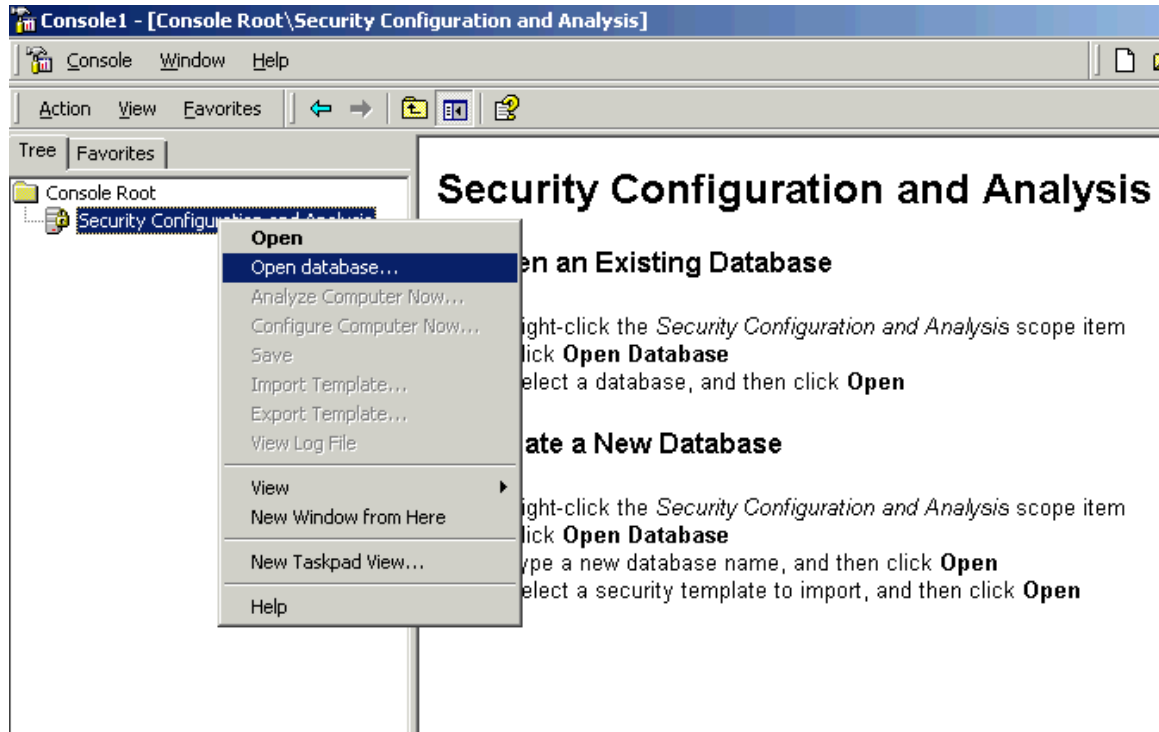 Console1 - [Console Root\Security Configuration and Analysis]
Console Window Help
Action View Favorites
Tree Favorites
Console Root
Security Configuration and Analysis
Open
Open database...
Analyze Computer Now...
Configure Computer Now...
Save
Import Template...
Export Template...
View Log File
View
New Window from Here
New Taskpad View...
Help
Security Configuration and Analysis
en an Existing Database
ight-click the Security Configuration and Analysis scope item
lick Open Database
elect a database, and then click Open
ate a New Database
ight-click the Security Configuration and Analysis scope item
lick Open Database
ype a new database name, and then click Open
elect a security template to import, and then click Open